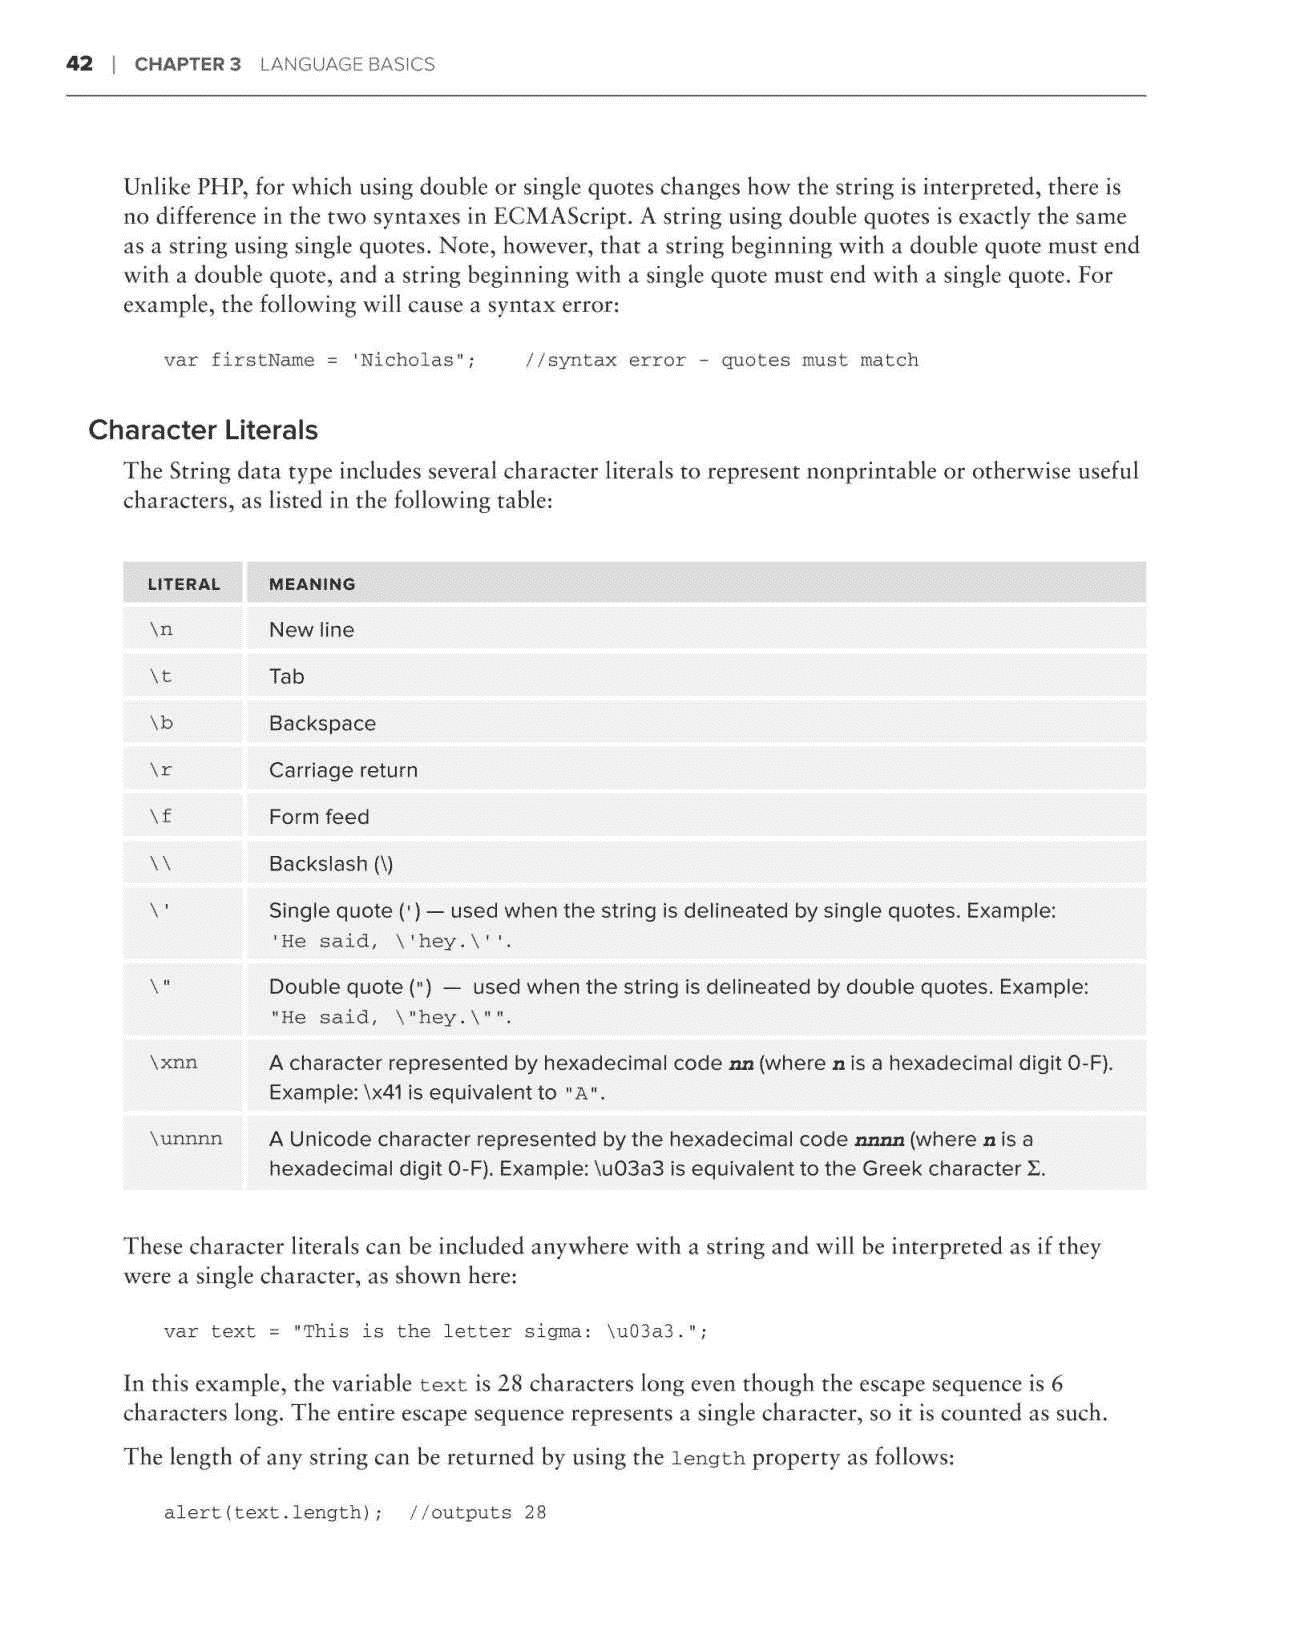 42 | CHAPTER 3 LANGUAGE BASICS
Unlike PHP, for which using double or single quotes changes how the string is interpreted, there is
no difference in the two syntaxes in ECMAScript. A string using double quotes is exactly the same
as a string using single quotes. Note, however, that a string beginning with a double quote must end
with a double quote, and a string beginning with a single quote must end with a single quote. For
example, the following will cause a syntax error:
var firstName = 'Nicholas";    //syntax error - quotes must match
Character Literals
The String data type includes several character literals to represent nonprintable or otherwise useful
characters, as listed in the following table:
LITERAL MEANING
\n New line
\t Tab
\b Backspace
\r Carriage return
\f Form feed
\\ Backslash (\)
\' Single quote (') — used when the string is delineated by single quotes. Example:
'He said, \'hey.\''.
\" Double quote (") — used when the string is delineated by double quotes. Example:
"He said, \"hey.\"".
\xnn A character represented by hexadecimal code nn (where n is a hexadecimal digit 0-F).
Example: \x41 is equivalent to "A".
\unnnn A Unicode character represented by the hexadecimal code nnnn (where n is a
hexadecimal digit 0-F). Example: \u03a3 is equivalent to the Greek character Σ.
These character literals can be included anywhere with a string and will be interpreted as if they
were a single character, as shown here:
var text = "This is the letter sigma: \u03a3.";
In this example, the variable text is 28 characters long even though the escape sequence is 6
characters long. The entire escape sequence represents a single character, so it is counted as such.
The length of any string can be returned by using the length property as follows:
alert(text.length);  //outputs 28